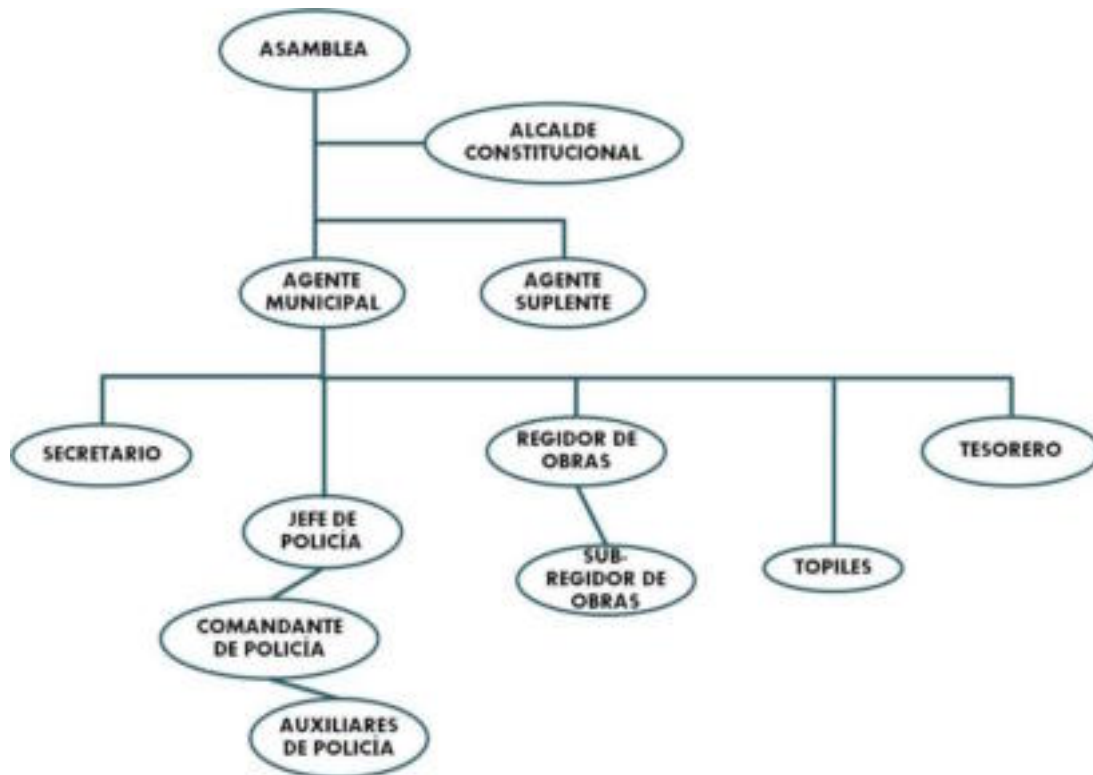 ASAMBLEA
ALCALDE
CONSTITUCIONAL
AGENTE
MUNICIPAL
AGENTE
SUPLENTE
SECRETARIO
JEFE DE
POLICÍA
REGIDOR DE
OBRAS
TESORERO
SUB-
REGIDOR DE
OBRAS
TOPILES
COMANDANTE
DE POLICÍA
AUXILIARES
DE POLICÍA